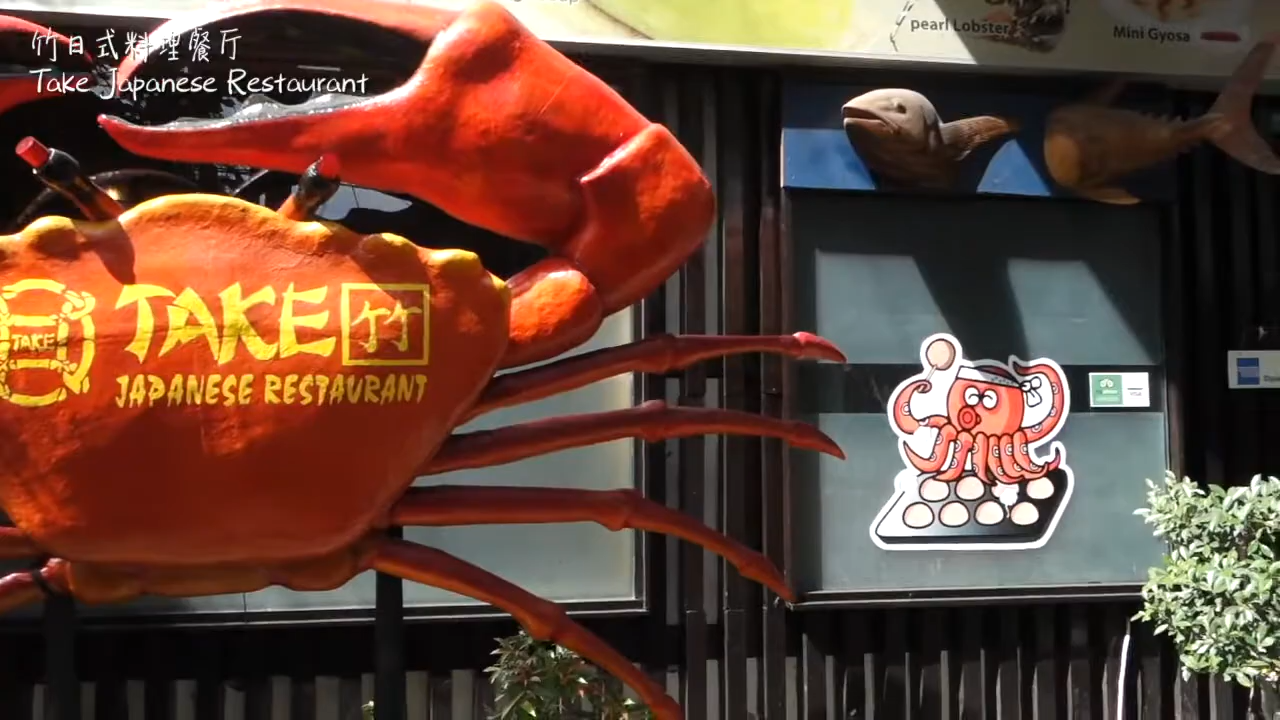 竹日式料理餐厅
Take Japanese Restaurant
pearl Lobster
Mini Gyosa
TAKE
TAKE 竹
JAPANESE RESTAURANT
VISA